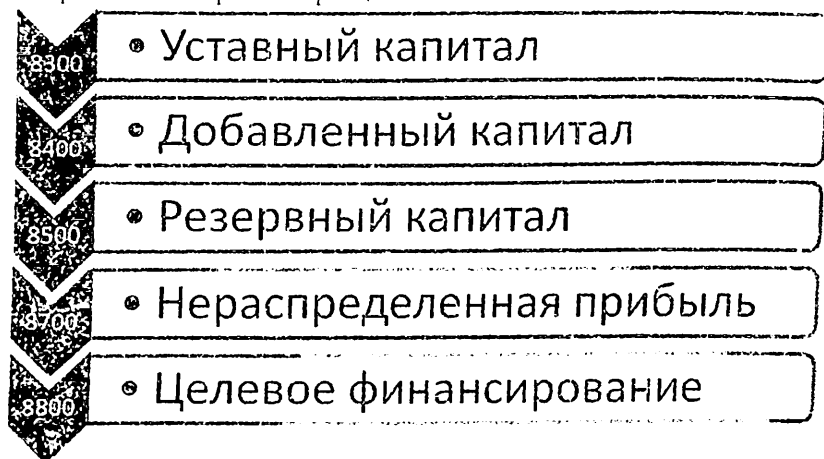 8300
• Уставный капитал
8400
• Добавленный капитал
8500
• Резервный капитал
8700
• Нераспределенная прибыль
8800
• Целевое финансирование